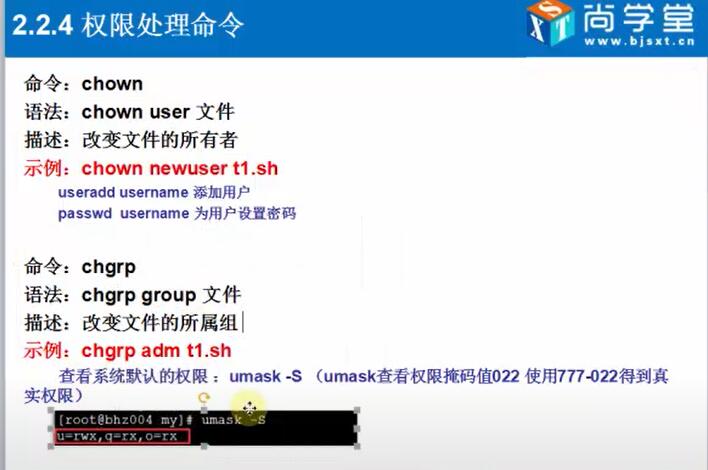 2.2.4 权限处理命令
SXT 尚学堂
www.bjsxt.cn
命令：chown
语法：chown user 文件
描述：改变文件的所有者
示例：chown newuser t1.sh
useradd username 添加用户
passwd username 为用户设置密码
命令：chgrp
语法：chgrp group 文件
描述：改变文件的所属组
示例：chgrp adm t1.sh
查看系统默认的权限 ：umask -S （umask查看权限掩码值022 使用777-022得到真
实权限）
[root@bhz004 my]# umask -S
u=rwx,g=rx,o=rx